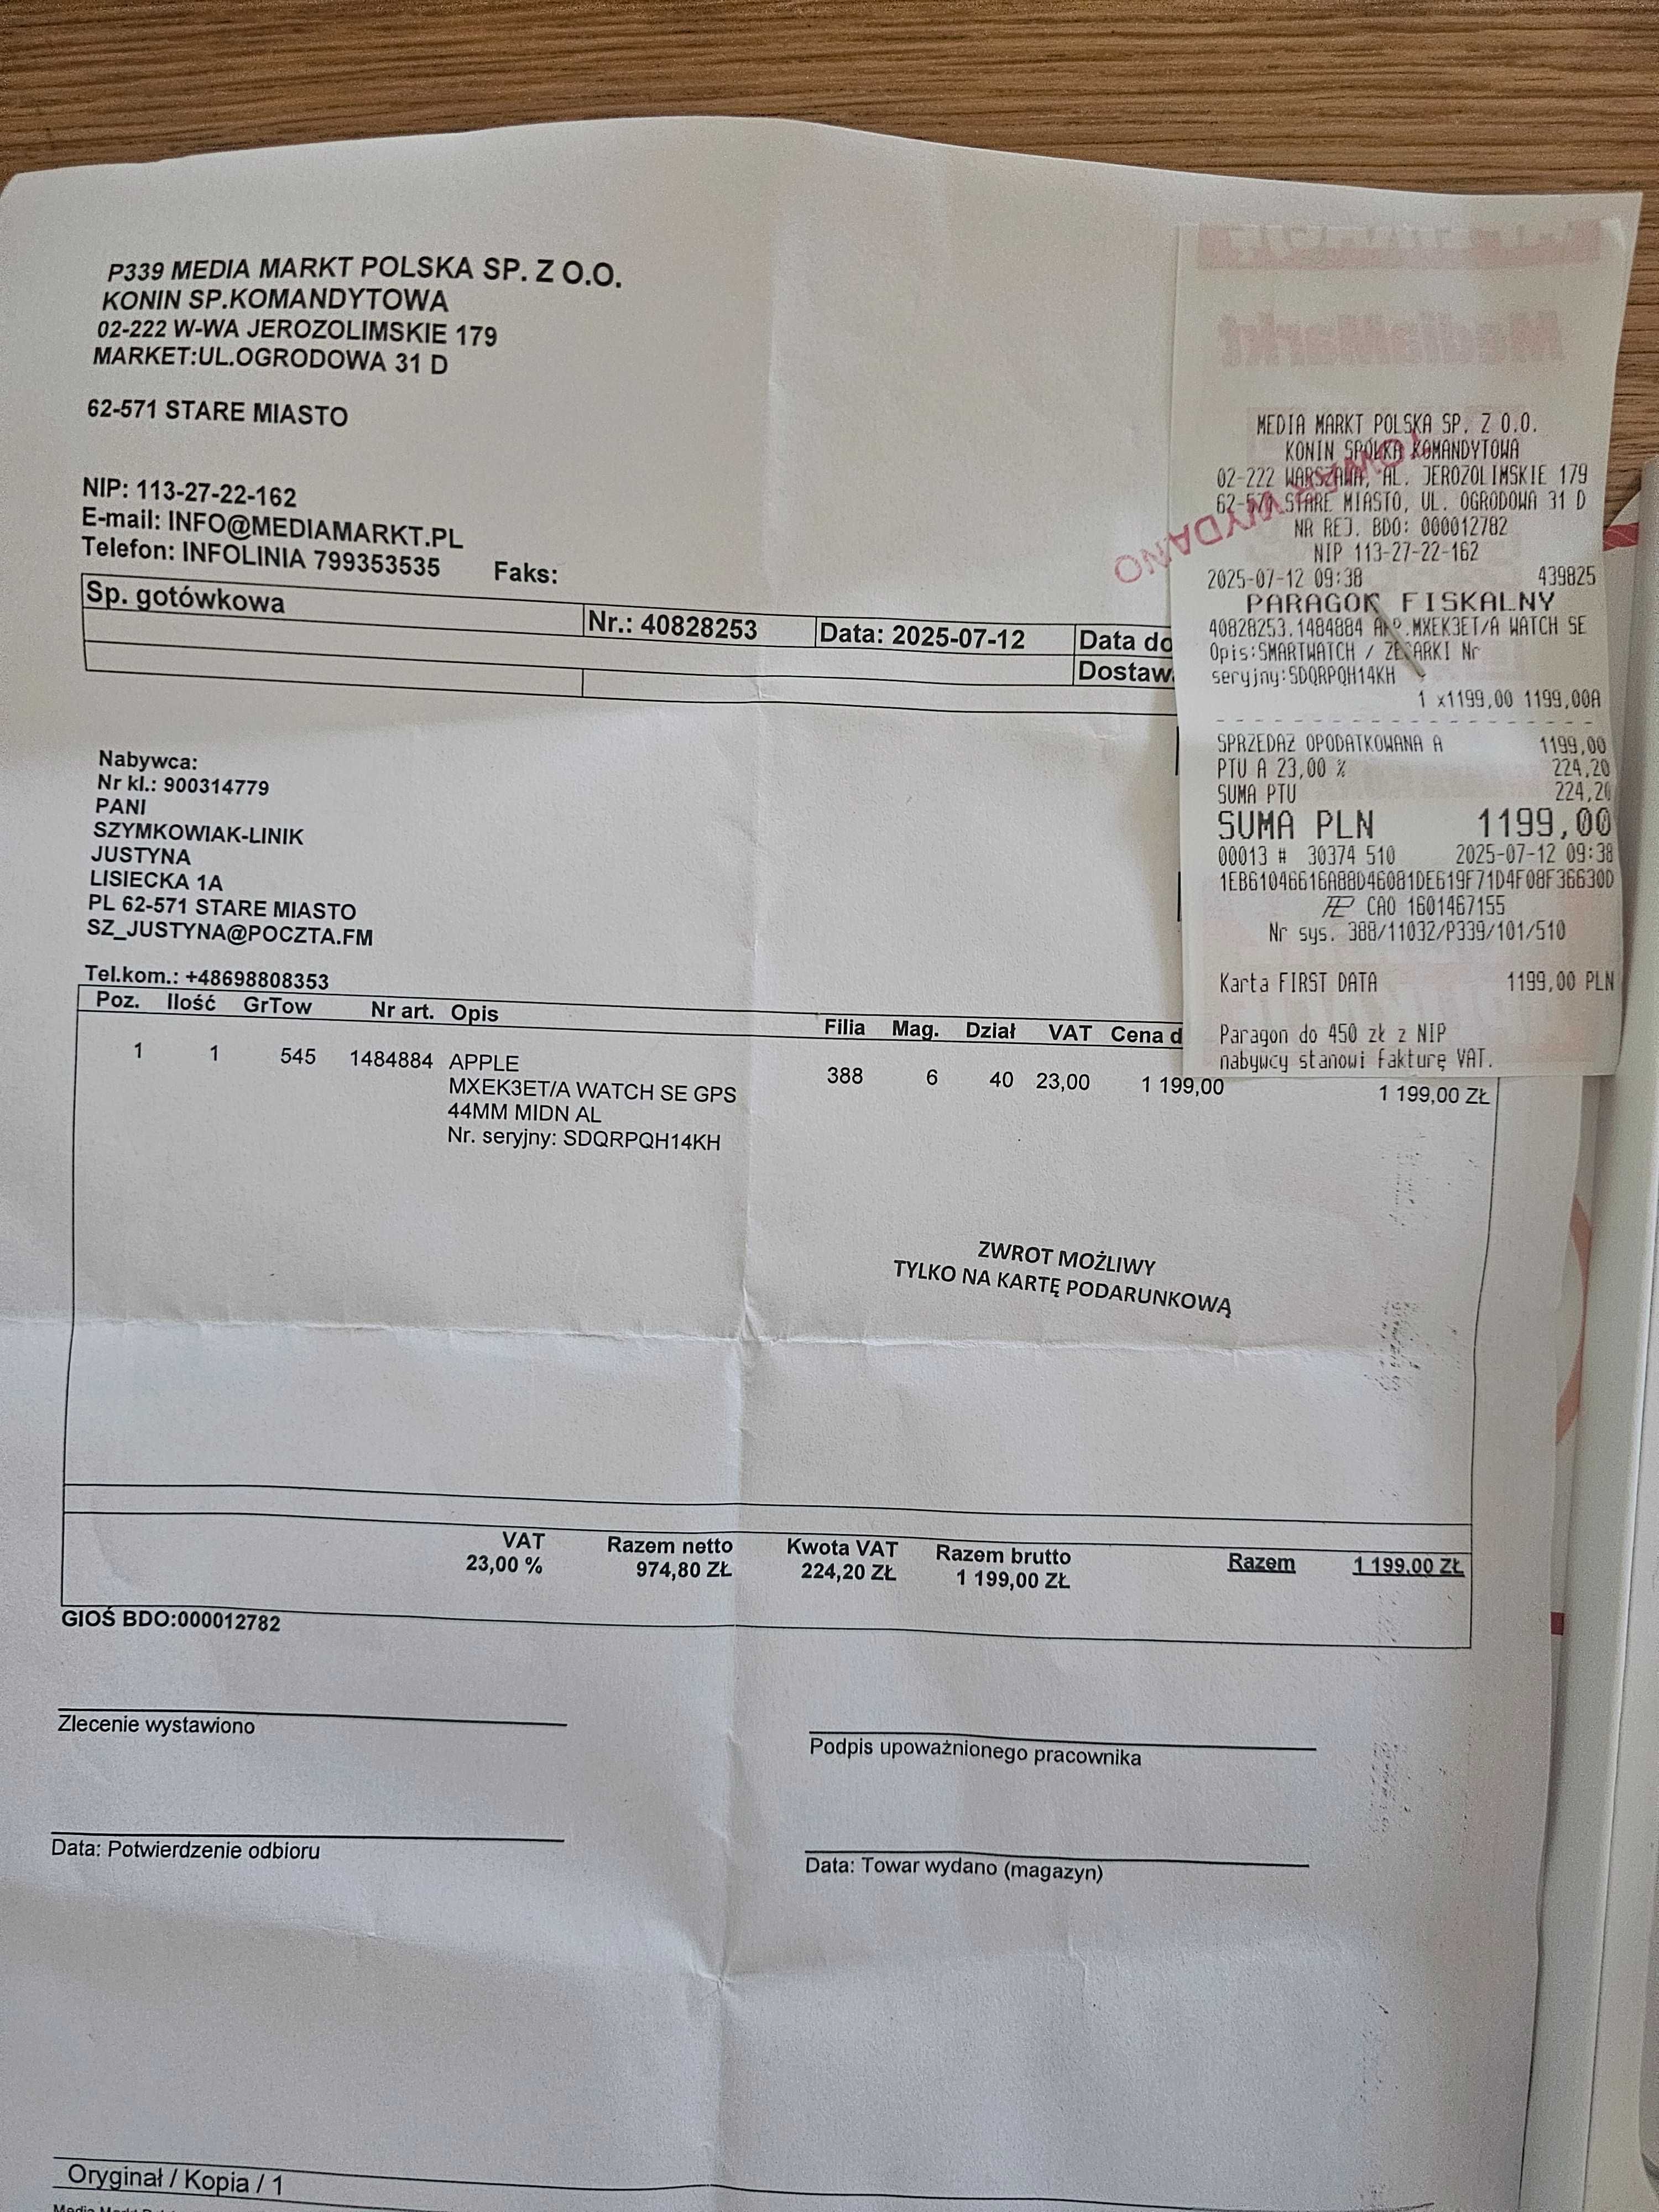 P339 MEDIA MARKT POLSKA SP. Z O.O.
KONIN SP.KOMANDYTOWA
02-222 W-WA JEROZOLIMSKIE 179
MARKET:UL.OGRODOWA 31 D
62-571 STARE MIASTO
NIP: 113-27-22-162
E-mail: INFO@MEDIAMARKT.PL
Telefon: INFOLINIA 799353535 Faks:
Sp. gotówkowa
Nr.: 40828253 Data: 2025-07-12 Data do
Dostaw
Nabywca:
Nr kl.: 900314779
PANI
SZYMKOWIAK-LINIK
JUSTYNA
LISIECKA 1A
PL 62-571 STARE MIASTO
SZ_JUSTYNA@POCZTA.FM
Tel.kom.: +48698808353
Poz. Ilość GrTow Nr art. Opis Filia Mag. Dział VAT Cena d
1 1 545 1484884 APPLE 388 6 40 23,00 1 199,00 1 199,00 ZŁ
MXEK3ET/A WATCH SE GPS
44MM MIDN AL
Nr. seryjny: SDQRPQH14KH
ZWROT MOŻLIWY
TYLKO NA KARTĘ PODARUNKOWĄ
VAT Razem netto Kwota VAT Razem brutto
23,00 % 974,80 ZŁ 224,20 ZŁ 1 199,00 ZŁ Razem 1 199,00 ZŁ
GIOŚ BDO:000012782
Zlecenie wystawiono
Podpis upoważnionego pracownika
Data: Potwierdzenie odbioru
Data: Towar wydano (magazyn)
Oryginał / Kopia / 1
MediaMarkt
MEDIA MARKT POLSKA SP. Z O.O.
KONIN SPÓŁKA KOMANDYTOWA
02-222 WARSZAWA, AL. JEROZOLIMSKIE 179
62-571 STARE MIASTO, UL. OGRODOWA 31 D
NR REJ. BDO: 000012782
NIP 113-27-22-162
TOWAR WYDANO
2025-07-12 09:38 439825
PARAGON FISKALNY
40828253.1484884 APP.MXEK3ET/A WATCH SE
Opis:SMARTWATCH / ZEGARKI Nr
seryjny:SDQRPQH14KH
1 x1199,00 1199,00A
SPRZEDAŻ OPODATKOWANA A 1199,00
PTU A 23,00 % 224,20
SUMA PTU 224,20
SUMA PLN 1199,00
00013 # 30374 510 2025-07-12 09:38
1EB61046616A88D46081DE619F71D4F08F36630D
CAO 1601467155
Nr sys. 388/11032/P339/101/510
Karta FIRST DATA 1199,00 PLN
Paragon do 450 zł z NIP
nabywcy stanowi fakturę VAT.